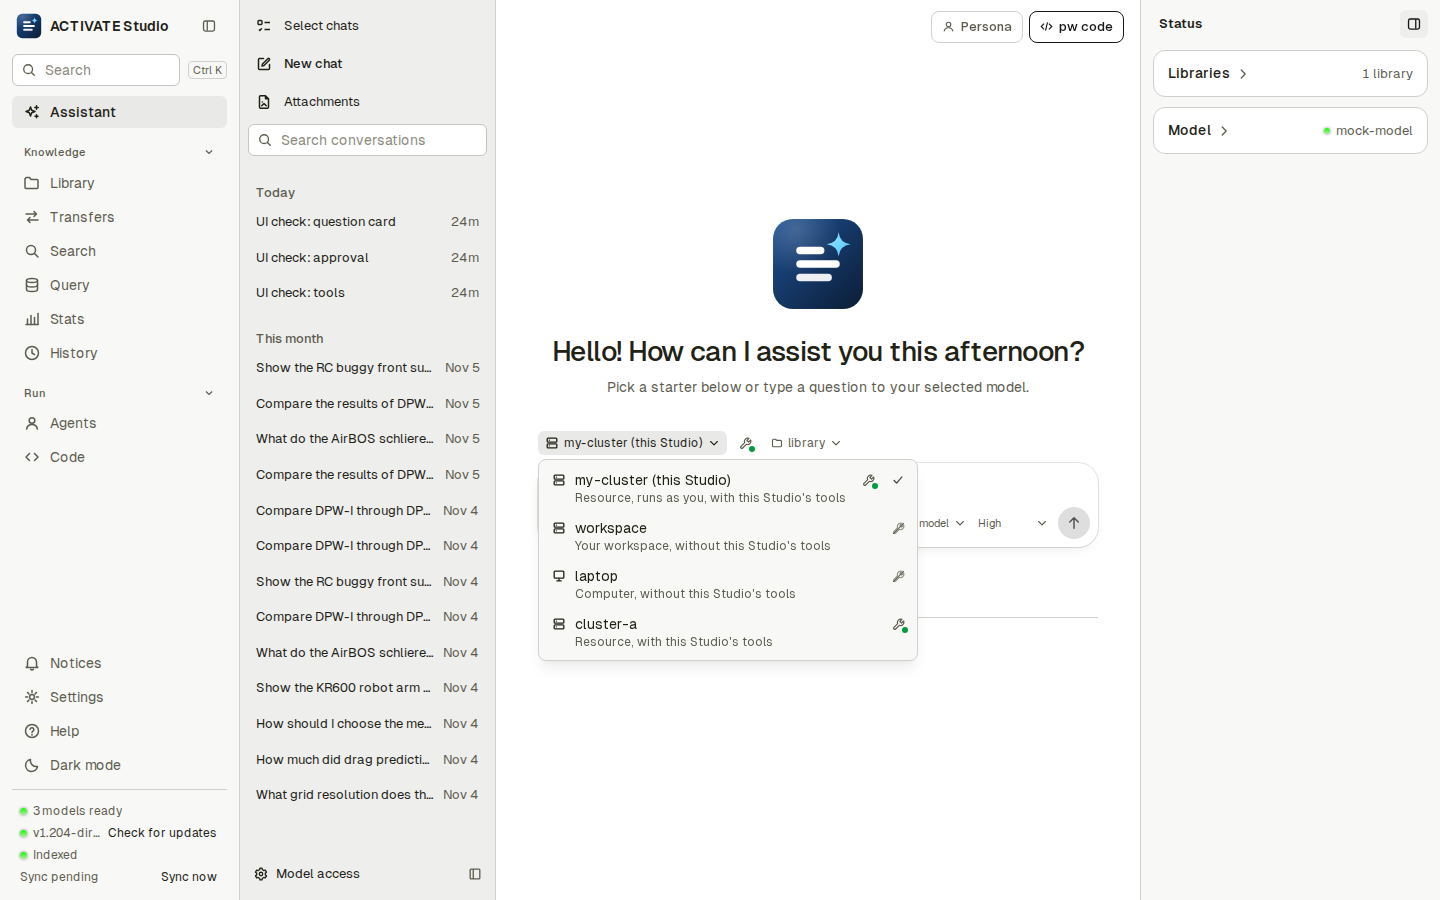 ACTIVATE Studio
Search
Ctrl K
Assistant
Knowledge
Library
Transfers
Search
Query
Stats
History
Run
Agents
Code
Notices
Settings
Help
Dark mode
3 models ready
v1.204-dir... Check for updates
Indexed
Sync pending Sync now
Select chats
New chat
Attachments
Search conversations
Today
UI check: question card 24m
UI check: approval 24m
UI check: tools 24m
This month
Show the RC buggy front su... Nov 5
Compare the results of DPW... Nov 5
What do the AirBOS schliere... Nov 5
Compare the results of DPW... Nov 5
Compare DPW-I through DP... Nov 4
Compare DPW-I through DP... Nov 4
Show the RC buggy front su... Nov 4
Compare DPW-I through DP... Nov 4
What do the AirBOS schliere... Nov 4
Show the KR600 robot arm ... Nov 4
How should I choose the me... Nov 4
How much did drag predicti... Nov 4
What grid resolution does th... Nov 4
Model access
Persona
pw code
Hello! How can I assist you this afternoon?
Pick a starter below or type a question to your selected model.
my-cluster (this Studio)
library
my-cluster (this Studio)
Resource, runs as you, with this Studio's tools
workspace
Your workspace, without this Studio's tools
laptop
Computer, without this Studio's tools
cluster-a
Resource, with this Studio's tools
model
High
Status
Libraries 1 library
Model mock-model